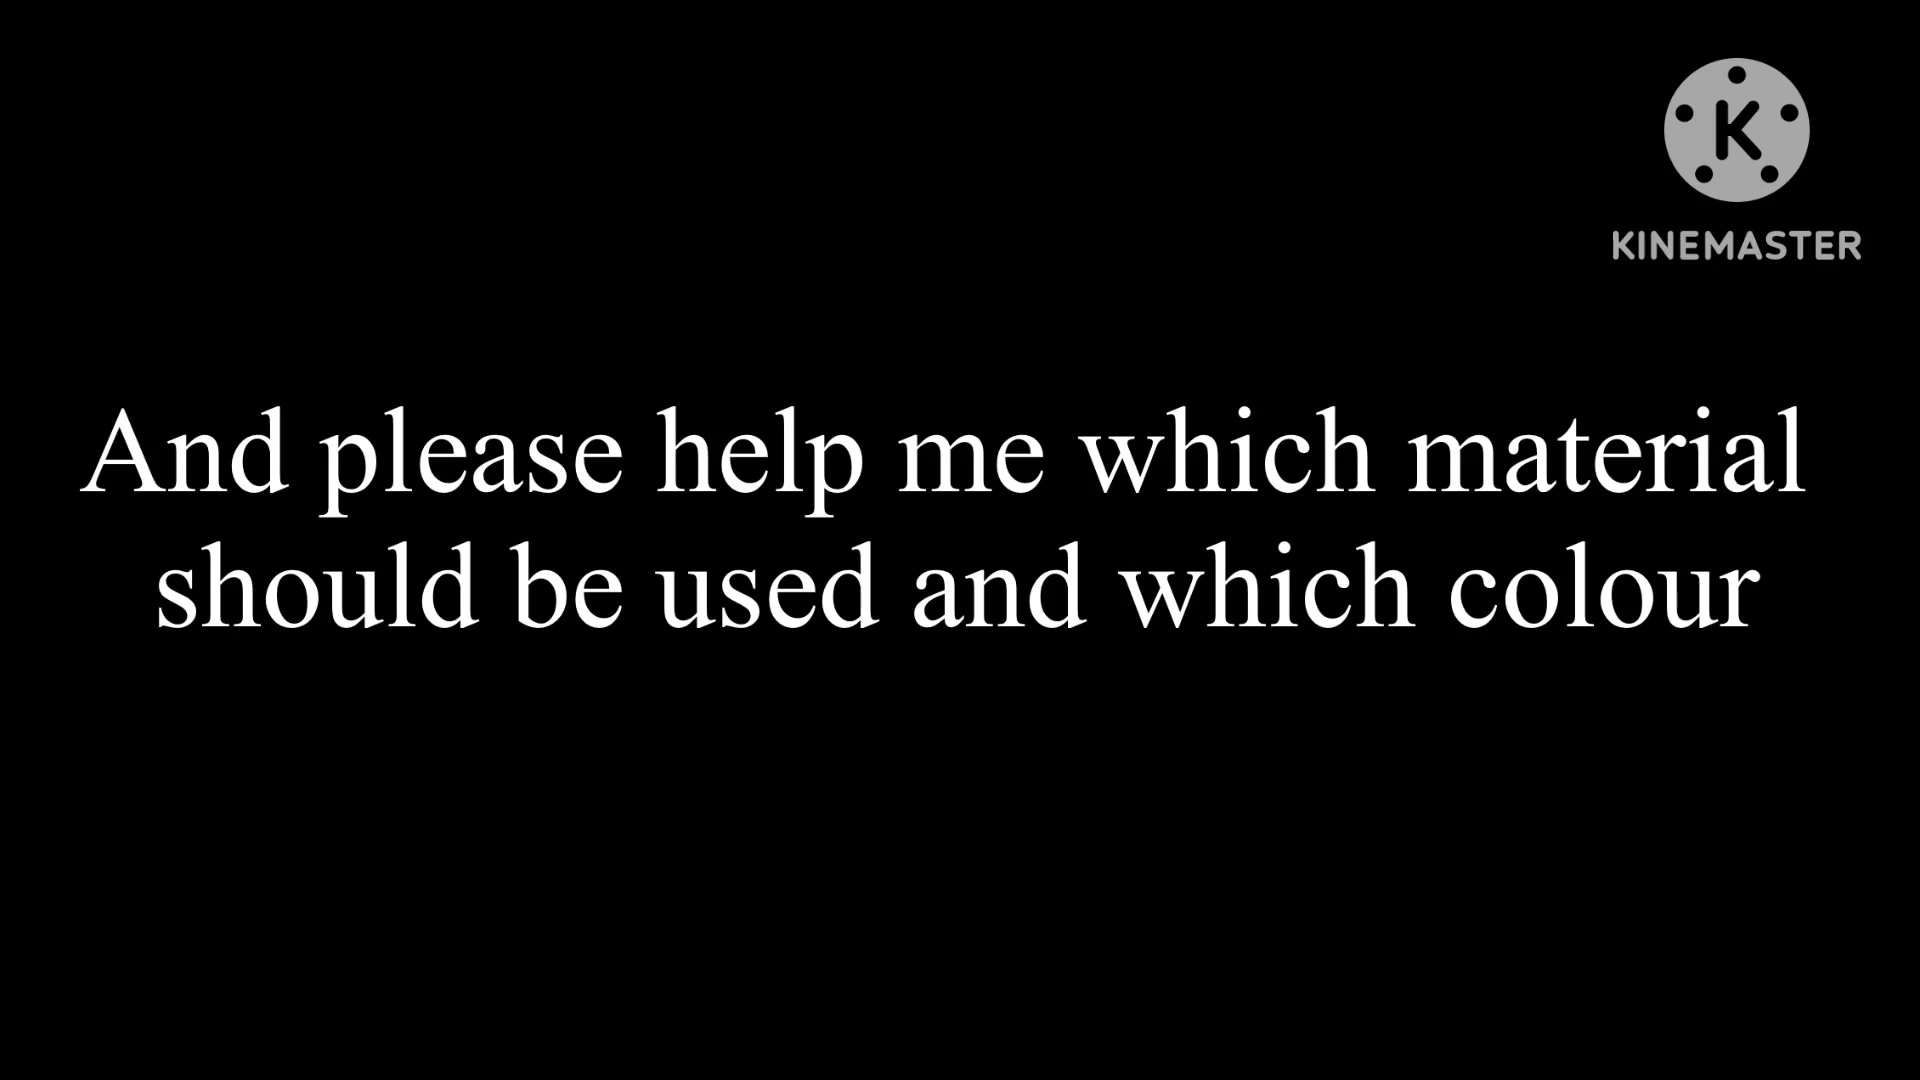 K
KINEMASTER
And please help me which material
should be used and which colour